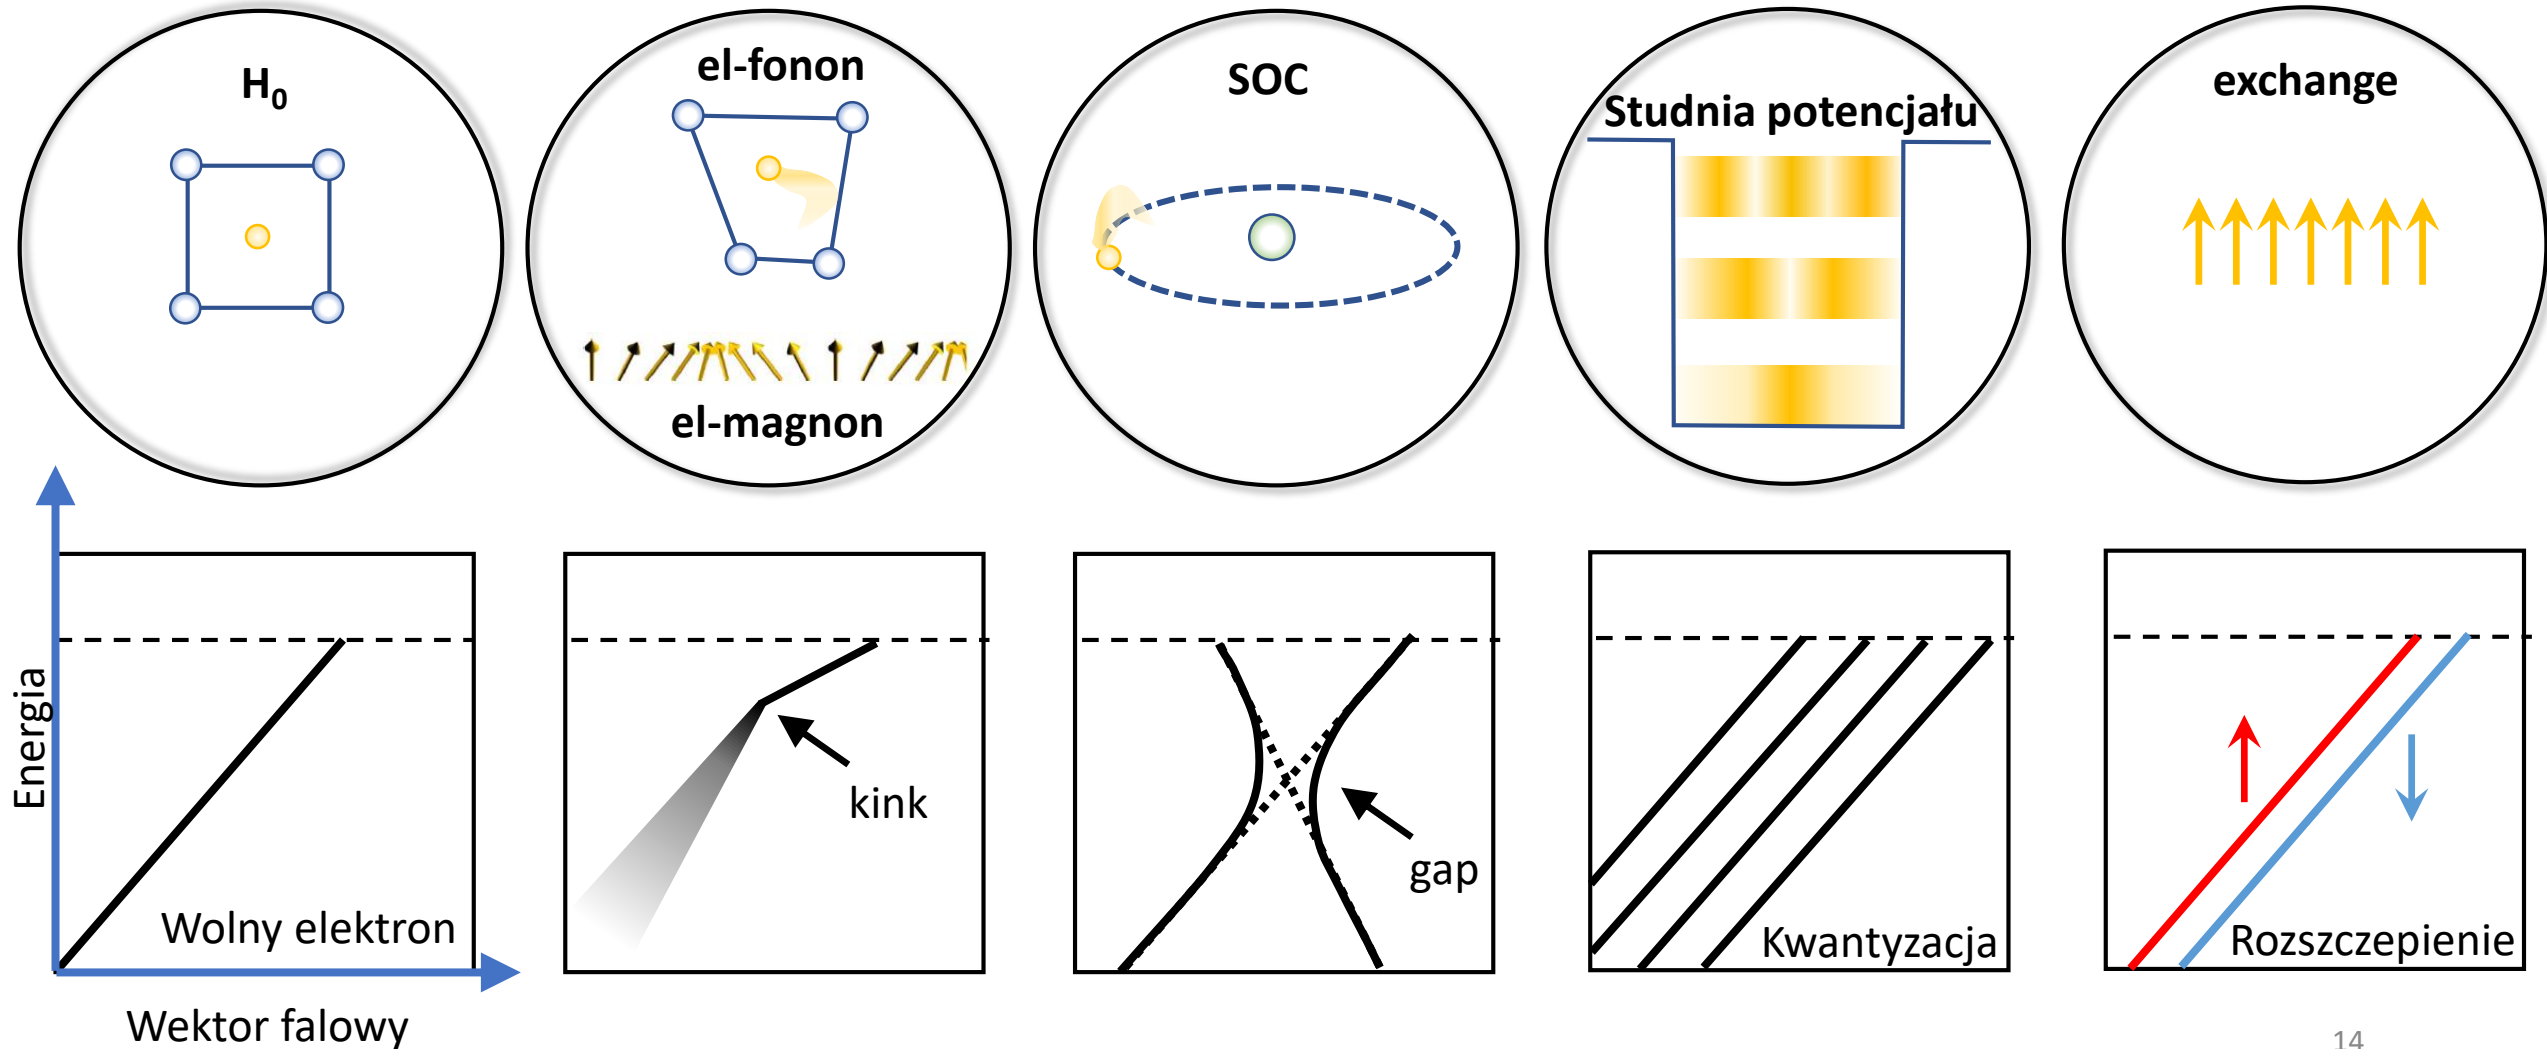 H₀
el-fonon
el-magnon
SOC
Studnia potencjału
exchange
Energia
Wolny elektron
Wektor falowy
kink
gap
Kwantyzacja
Rozszczepienie
14